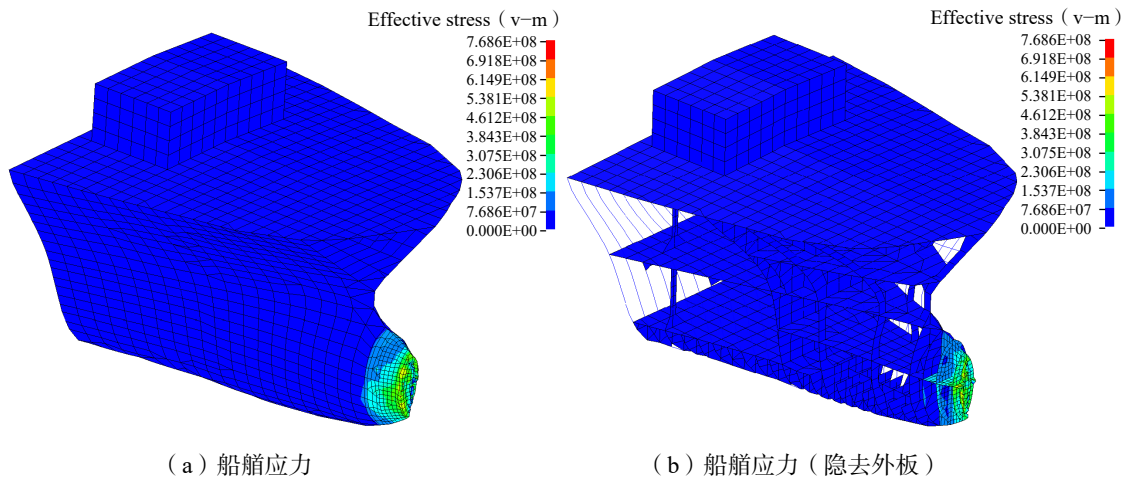 Effective stress（v−m）
7.686E+08
6.918E+08
6.149E+08
5.381E+08
4.612E+08
3.843E+08
3.075E+08
2.306E+08
1.537E+08
7.686E+07
0.000E+00
Effective stress（v−m）
7.686E+08
6.918E+08
6.149E+08
5.381E+08
4.612E+08
3.843E+08
3.075E+08
2.306E+08
1.537E+08
7.686E+07
0.000E+00
（a）船艏应力
（b）船艏应力（隐去外板）